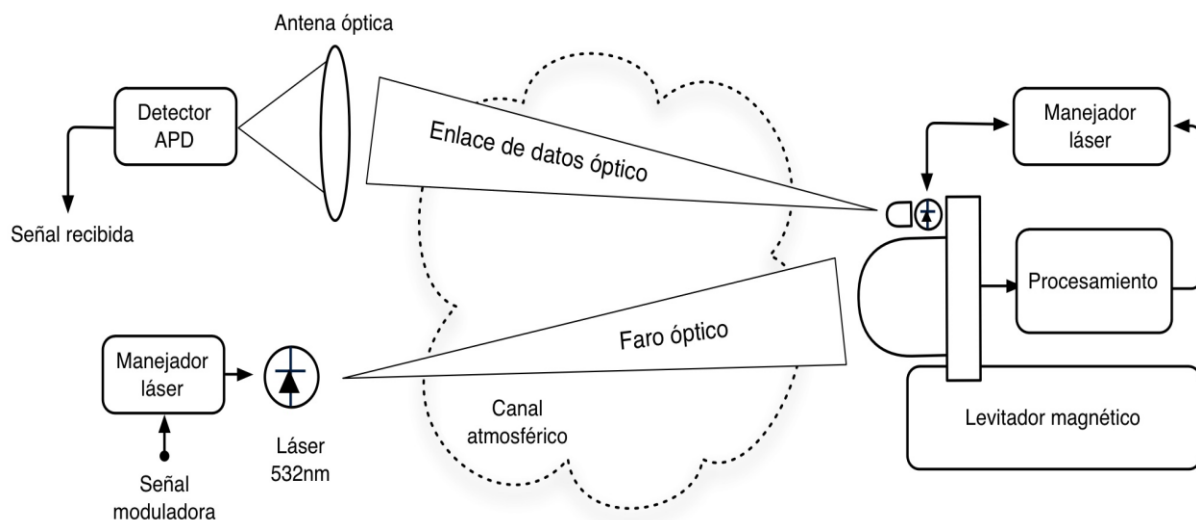 Antena óptica
Detector
APD
Señal recibida
Enlace de datos óptico
Manejador
láser
Procesamiento
Faro óptico
Manejador
láser
Láser
532nm
Señal
moduladora
Canal
atmosférico
Levitador magnético